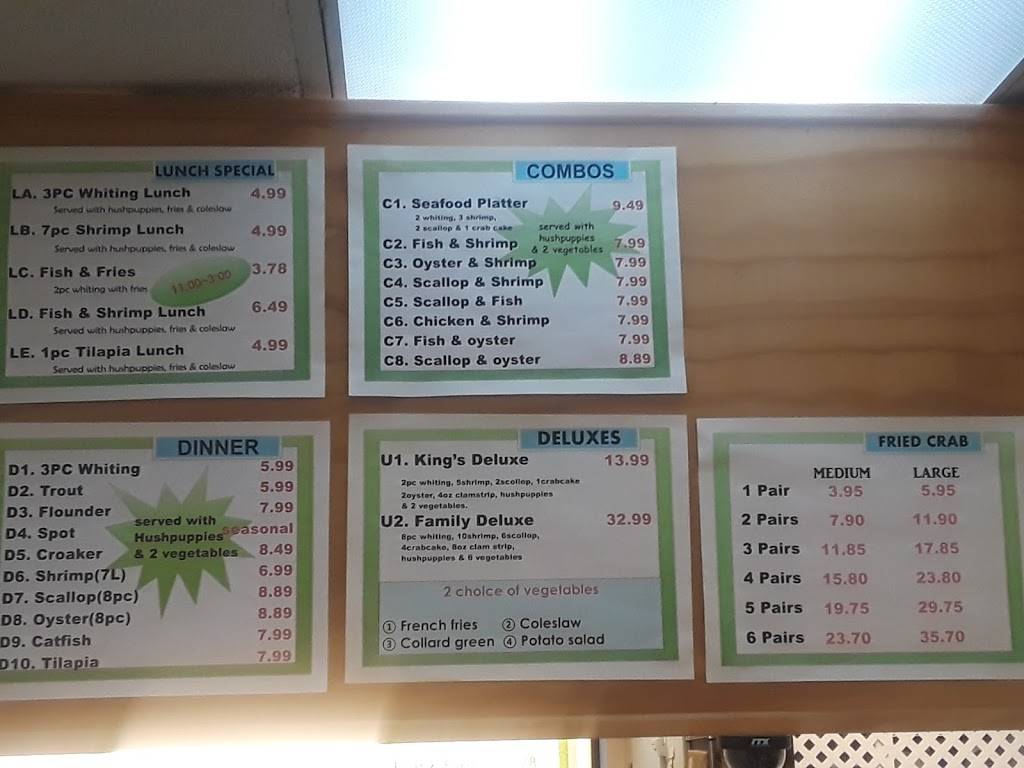 LUNCH SPECIAL
LA. 3PC Whiting Lunch 4.99
Served with hushpuppies, fries & coleslaw
LB. 7pc Shrimp Lunch 4.99
Served with hushpuppies, fries & coleslaw
LC. Fish & Fries 3.78
2pc whiting with fries
11:00~3:00
LD. Fish & Shrimp Lunch 6.49
Served with hushpuppies, fries & coleslaw
LE. 1pc Tilapia Lunch 4.99
Served with hushpuppies, fries & coleslaw
COMBOS
C1. Seafood Platter 9.49
2 whiting, 3 shrimp,
2 scallop & 1 crab cake
served with
hushpuppies
& 2 vegetables
C2. Fish & Shrimp 7.99
C3. Oyster & Shrimp 7.99
C4. Scallop & Shrimp 7.99
C5. Scallop & Fish 7.99
C6. Chicken & Shrimp 7.99
C7. Fish & oyster 7.99
C8. Scallop & oyster 8.89
DINNER
D1. 3PC Whiting 5.99
D2. Trout 5.99
D3. Flounder 7.99
D4. Spot seasonal
D5. Croaker 8.49
D6. Shrimp(7L) 6.99
D7. Scallop(8pc) 8.89
D8. Oyster(8pc) 8.89
D9. Catfish 7.99
D10. Tilapia 7.99
served with
Hushpuppies
& 2 vegetables
DELUXES
U1. King's Deluxe 13.99
2pc whiting, 5shrimp, 2scollop, 1crabcake
2oyster, 4oz clamstrip, hushpuppies
& 2 vegetables.
U2. Family Deluxe 32.99
8pc whiting, 10shrimp, 6scollop,
4crabcake, 8oz clam strip,
hushpuppies & 6 vegetables
2 choice of vegetables
① French fries ② Coleslaw
③ Collard green ④ Potato salad
FRIED CRAB
MEDIUM LARGE
1 Pair 3.95 5.95
2 Pairs 7.90 11.90
3 Pairs 11.85 17.85
4 Pairs 15.80 23.80
5 Pairs 19.75 29.75
6 Pairs 23.70 35.70